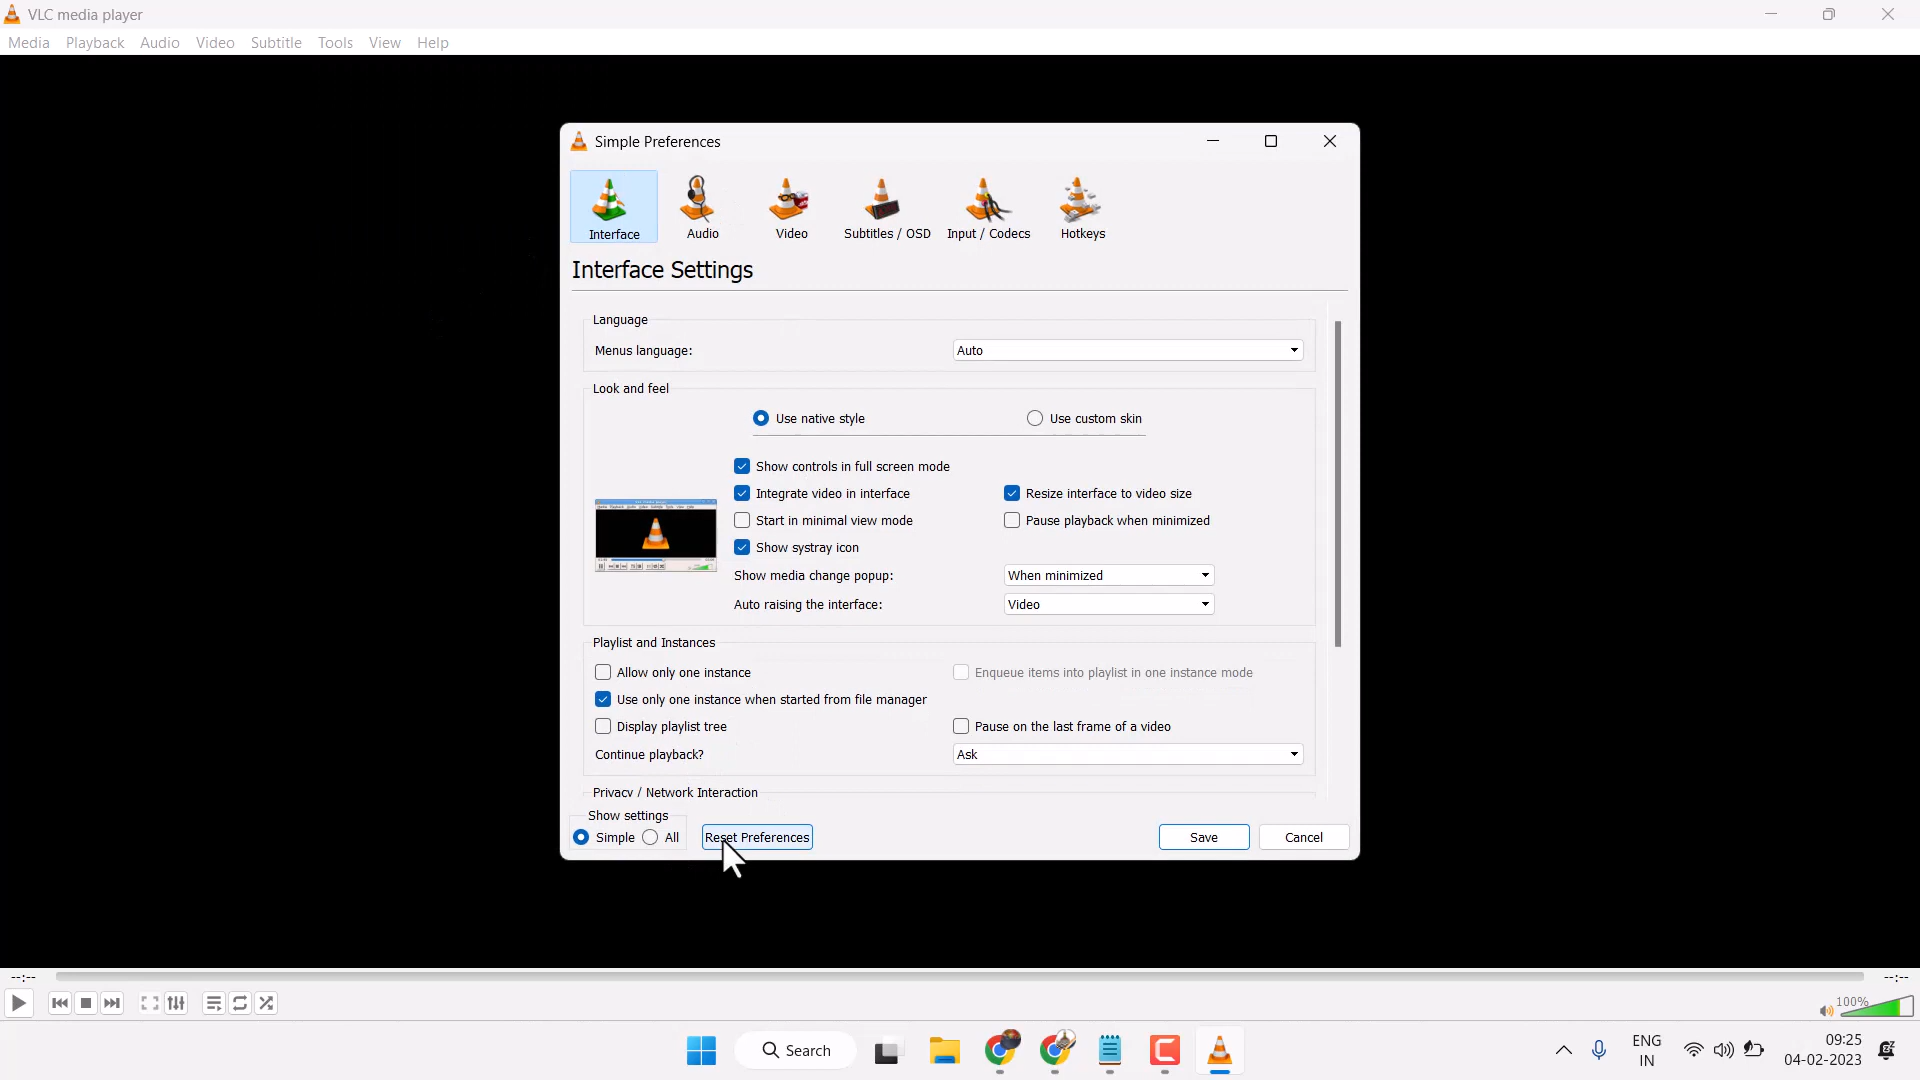 VLC media player
Media Playback Audio Video Subtitle Tools View Help
Simple Preferences
Interface Audio Video Subtitles / OSD Input / Codecs Hotkeys
Interface Settings
Language
Menus language: Auto
Look and feel
Use native style Use custom skin
Show controls in full screen mode
Integrate video in interface Resize interface to video size
Start in minimal view mode Pause playback when minimized
Show systray icon
Show media change popup: When minimized
Auto raising the interface: Video
Playlist and Instances
Allow only one instance Enqueue items into playlist in one instance mode
Use only one instance when started from file manager
Display playlist tree Pause on the last frame of a video
Continue playback? Ask
Privacy / Network Interaction
Show settings
Simple All Reset Preferences Save Cancel
--:-- --:--
100%
Search
ENG
IN
09:25
04-02-2023